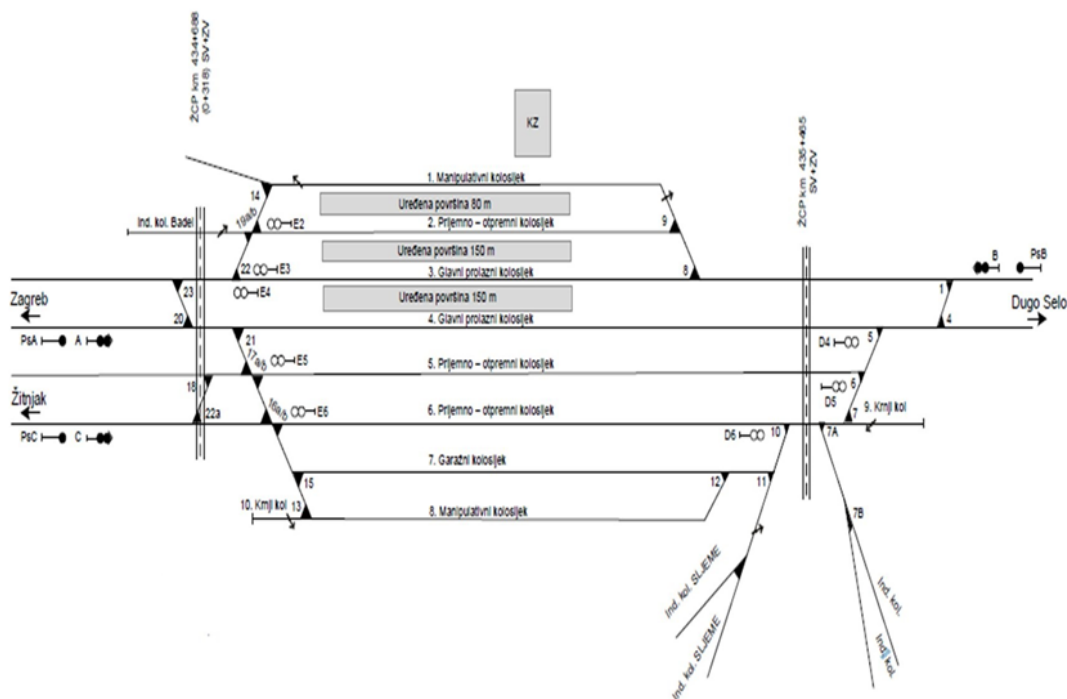 ŽCP km 434+688
(0+318) SV+ZV
KZ
ŽCP km 435+465
SV+ZV
1. Manipulativni kolosijek
14
Uređena površina 80 m
19a/b
E2
2. Prijemno – otpremni kolosijek
9
Ind. kol. Badel
Uređena površina 150 m
22
E3
3. Glavni prolazni kolosijek
8
B
PsB
23
E4
Uređena površina 150 m
1
Zagreb
Dugo Selo
20
4. Glavni prolazni kolosijek
4
PsA
A
21
D4
5
17a/b
E5
5. Prijemno – otpremni kolosijek
18
D5
6
Žitnjak
22a
16a/b
E6
6. Prijemno – otpremni kolosijek
7
9. Krnji kol
PsC
C
D6
10
7A
7. Garažni kolosijek
15
12
11
10. Krnji kol
13
8. Manipulativni kolosijek
7B
Ind. kol. SLJEME
Ind. kol. SLJEME
Ind. kol.
Ind. kol.